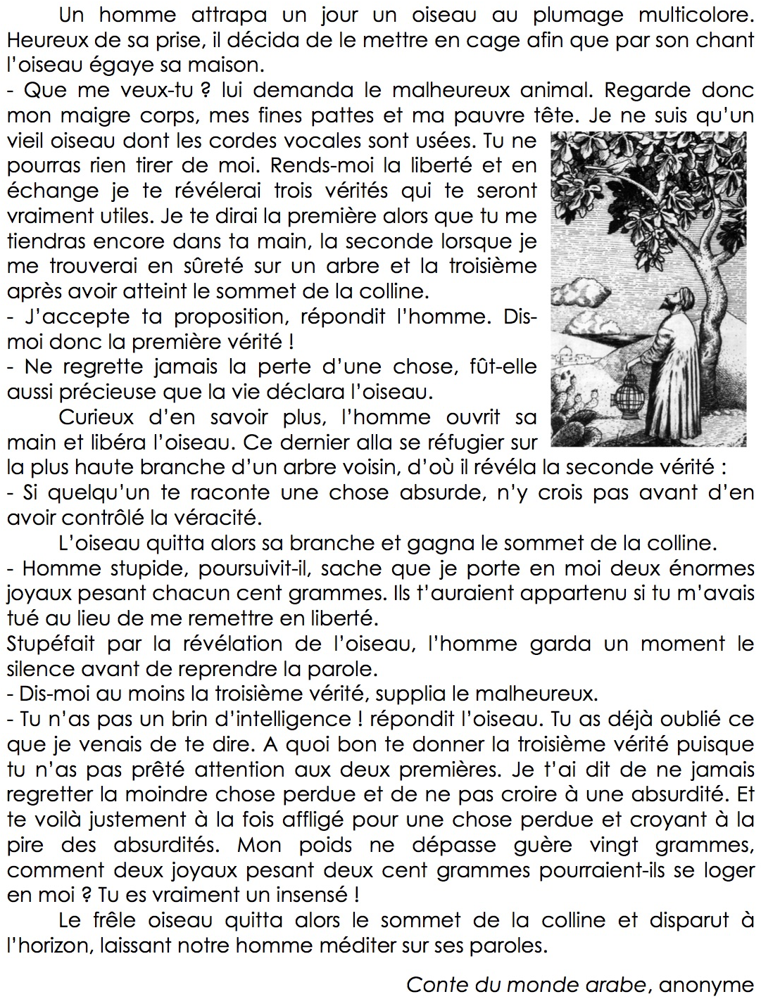 Un homme attrapa un jour un oiseau au plumage multicolore.
Heureux de sa prise, il décida de le mettre en cage afin que par son chant
l'oiseau égaye sa maison.
- Que me veux-tu ? lui demanda le malheureux animal. Regarde donc
mon maigre corps, mes fines pattes et ma pauvre tête. Je ne suis qu'un
vieil oiseau dont les cordes vocales sont usées. Tu ne
pourras rien tirer de moi. Rends-moi la liberté et en
échange je te révélerai trois vérités qui te seront
vraiment utiles. Je te dirai la première alors que tu me
tiendras encore dans ta main, la seconde lorsque je
me trouverai en sûreté sur un arbre et la troisième
après avoir atteint le sommet de la colline.
- J'accepte ta proposition, répondit l'homme. Dis-
moi donc la première vérité !
- Ne regrette jamais la perte d'une chose, fût-elle
aussi précieuse que la vie déclara l'oiseau.
Curieux d'en savoir plus, l'homme ouvrit sa
main et libéra l'oiseau. Ce dernier alla se réfugier sur
la plus haute branche d'un arbre voisin, d'où il révéla la seconde vérité :
- Si quelqu'un te raconte une chose absurde, n'y crois pas avant d'en
avoir contrôlé la véracité.
L'oiseau quitta alors sa branche et gagna le sommet de la colline.
- Homme stupide, poursuivit-il, sache que je porte en moi deux énormes
joyaux pesant chacun cent grammes. Ils t'auraient appartenu si tu m'avais
tué au lieu de me remettre en liberté.
Stupéfait par la révélation de l'oiseau, l'homme garda un moment le
silence avant de reprendre la parole.
- Dis-moi au moins la troisième vérité, supplia le malheureux.
- Tu n'as pas un brin d'intelligence ! répondit l'oiseau. Tu as déjà oublié ce
que je venais de te dire. A quoi bon te donner la troisième vérité puisque
tu n'as pas prêté attention aux deux premières. Je t'ai dit de ne jamais
regretter la moindre chose perdue et de ne pas croire à une absurdité. Et
te voilà justement à la fois affligé pour une chose perdue et croyant à la
pire des absurdités. Mon poids ne dépasse guère vingt grammes,
comment deux joyaux pesant deux cent grammes pourraient-ils se loger
en moi ? Tu es vraiment un insensé !
Le frêle oiseau quitta alors le sommet de la colline et disparut à
l'horizon, laissant notre homme méditer sur ses paroles.
Conte du monde arabe, anonyme